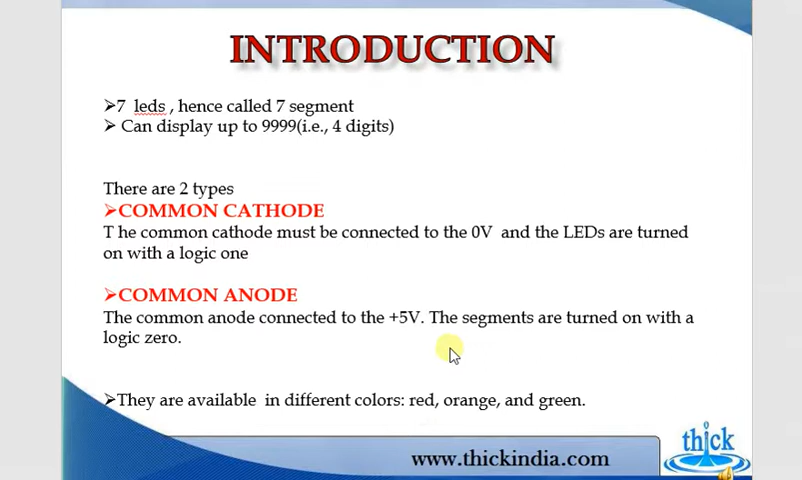 INTRODUCTION
➢7 leds , hence called 7 segment
➢ Can display up to 9999(i.e., 4 digits)
There are 2 types
➢COMMON CATHODE
T he common cathode must be connected to the 0V and the LEDs are turned
on with a logic one
➢COMMON ANODE
The common anode connected to the +5V. The segments are turned on with a
logic zero.
➢They are available in different colors: red, orange, and green.
www.thickindia.com
thick